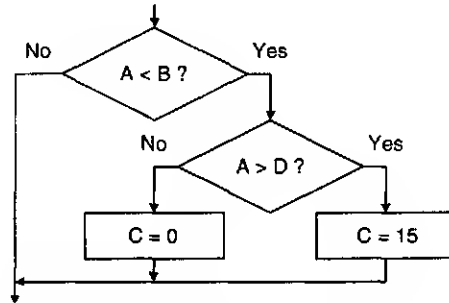 No
Yes
A < B ?
No
Yes
A > D ?
C = 0
C = 15